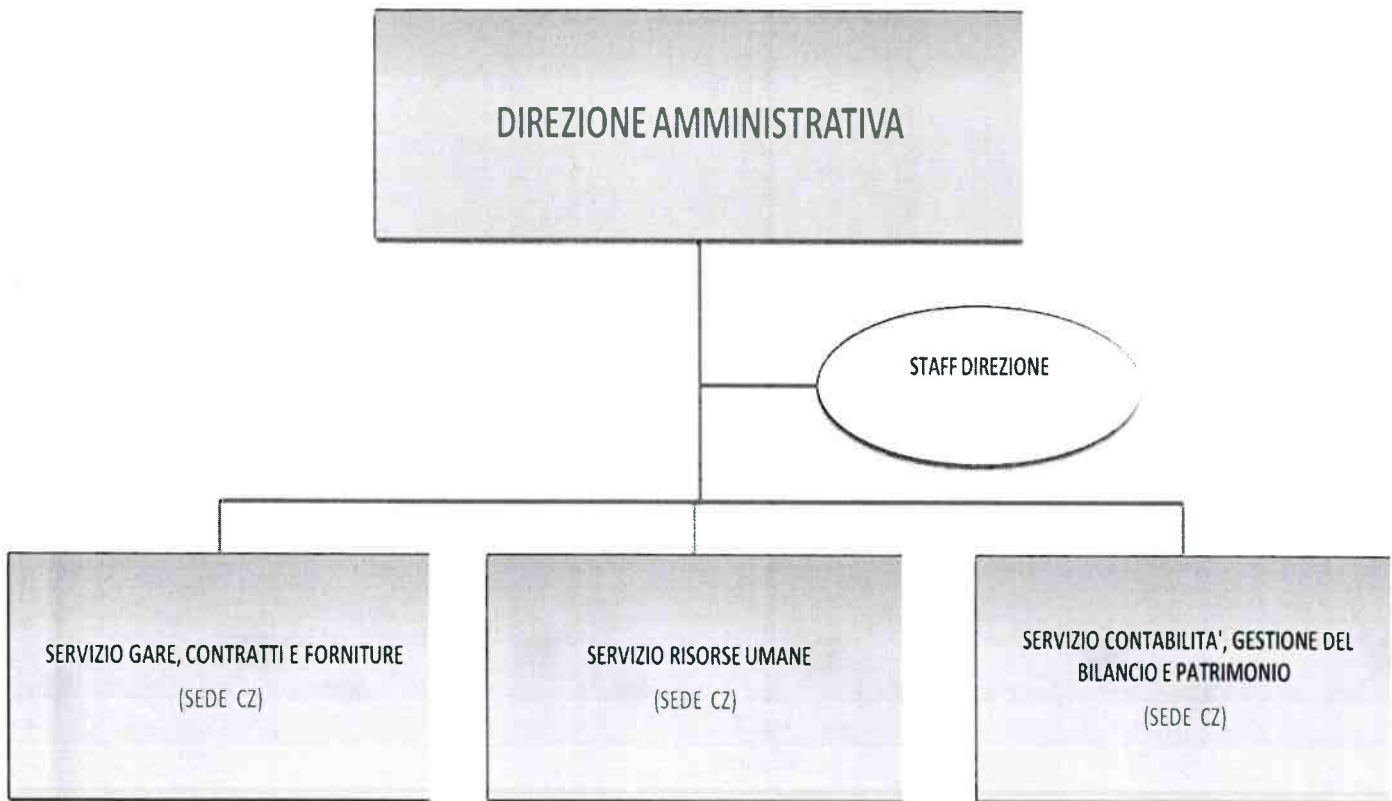 DIREZIONE AMMINISTRATIVA
STAFF DIREZIONE
SERVIZIO GARE, CONTRATTI E FORNITURE
(SEDE CZ)
SERVIZIO RISORSE UMANE
(SEDE CZ)
SERVIZIO CONTABILITA', GESTIONE DEL
BILANCIO E PATRIMONIO
(SEDE CZ)